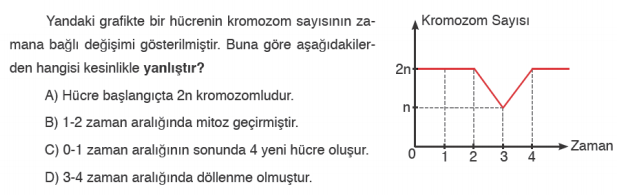 Yandaki grafikte bir hücrenin kromozom sayısının za-
mana bağlı değişimi gösterilmiştir. Buna göre aşağıdakiler-
den hangisi kesinlikle yanlıştır?
A) Hücre başlangıçta 2n kromozomludur.
B) 1-2 zaman aralığında mitoz geçirmiştir.
C) 0-1 zaman aralığının sonunda 4 yeni hücre oluşur.
D) 3-4 zaman aralığında döllenme olmuştur.
Kromozom Sayısı
2n
n
0 1 2 3 4 Zaman